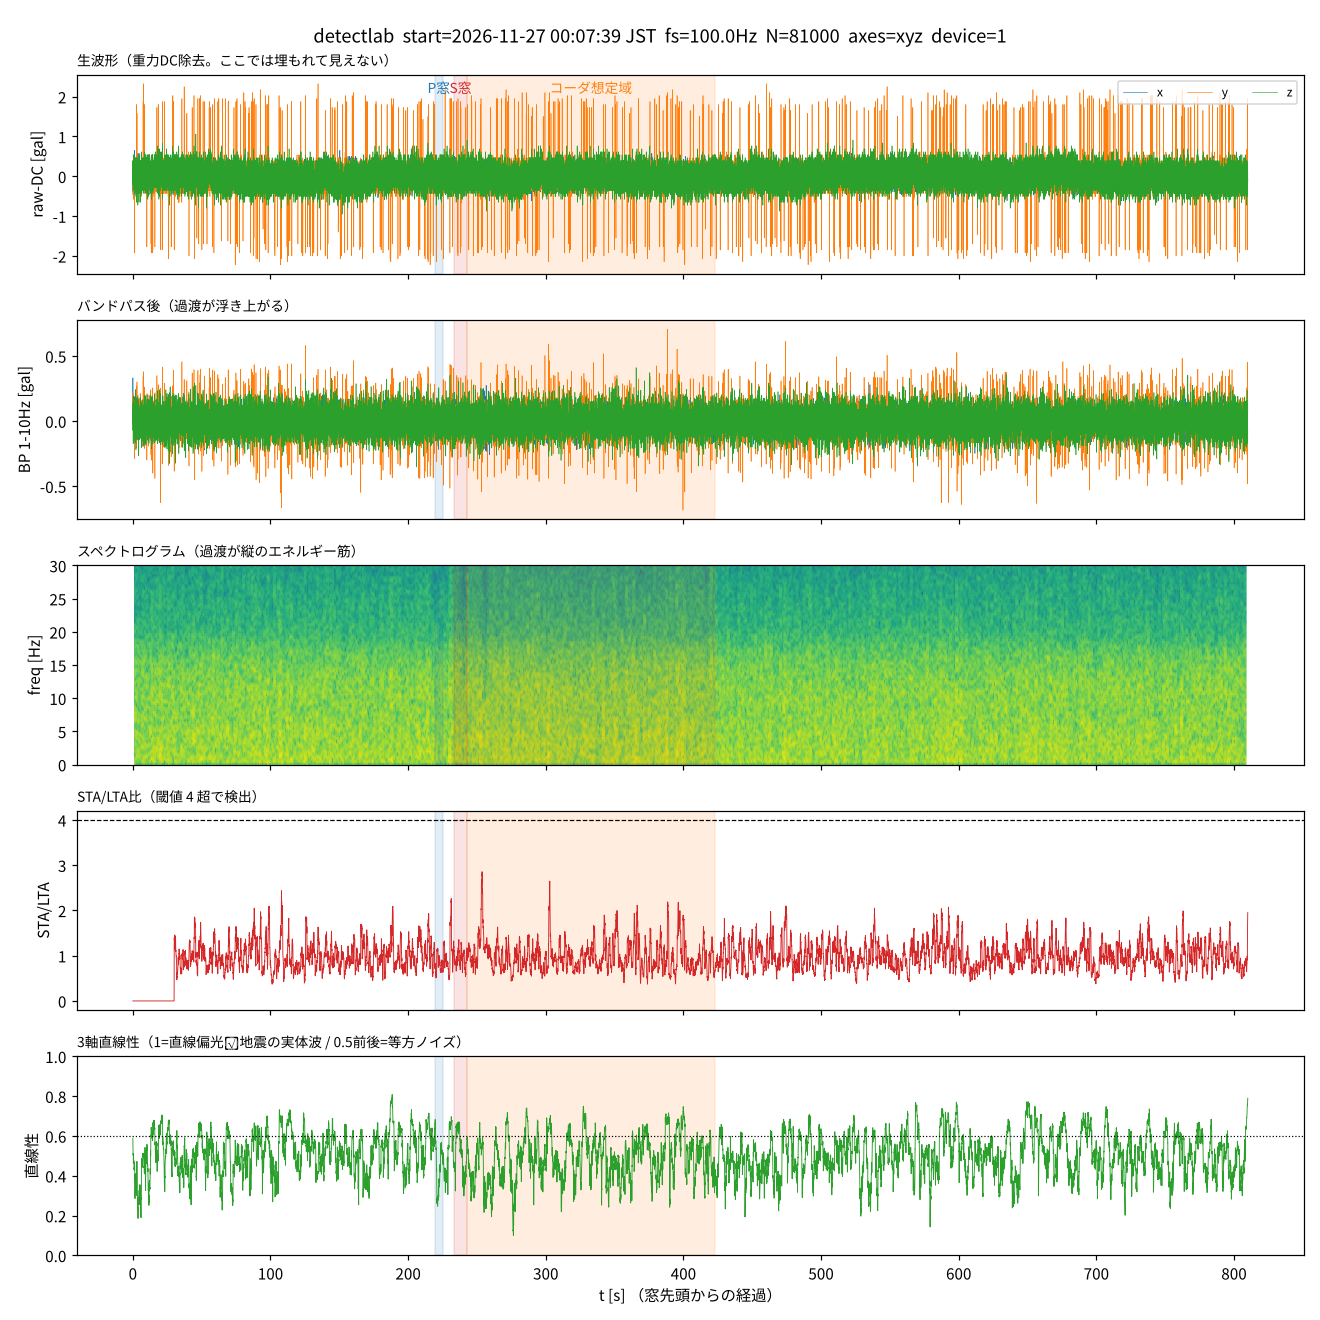 detectlab start=2026-11-27 00:07:39 JST fs=100.0Hz N=81000 axes=xyz device=1
生波形（重力DC除去。ここでは埋もれて見えない）
P窓 S窓 コーダ想定域
x y z
2
1
0
-1
-2
raw-DC [gal]
バンドパス後（過渡が浮き上がる）
0.5
0.0
-0.5
BP 1-10Hz [gal]
スペクトログラム（過渡が縦のエネルギー筋）
30
25
20
15
10
5
0
freq [Hz]
STA/LTA比（閾値 4 超で検出）
4
3
2
1
0
STA/LTA
3軸直線性（1=直線偏光地震の実体波 / 0.5前後=等方ノイズ）
1.0
0.8
0.6
0.4
0.2
0.0
直線性
0 100 200 300 400 500 600 700 800
t [s] （窓先頭からの経過）